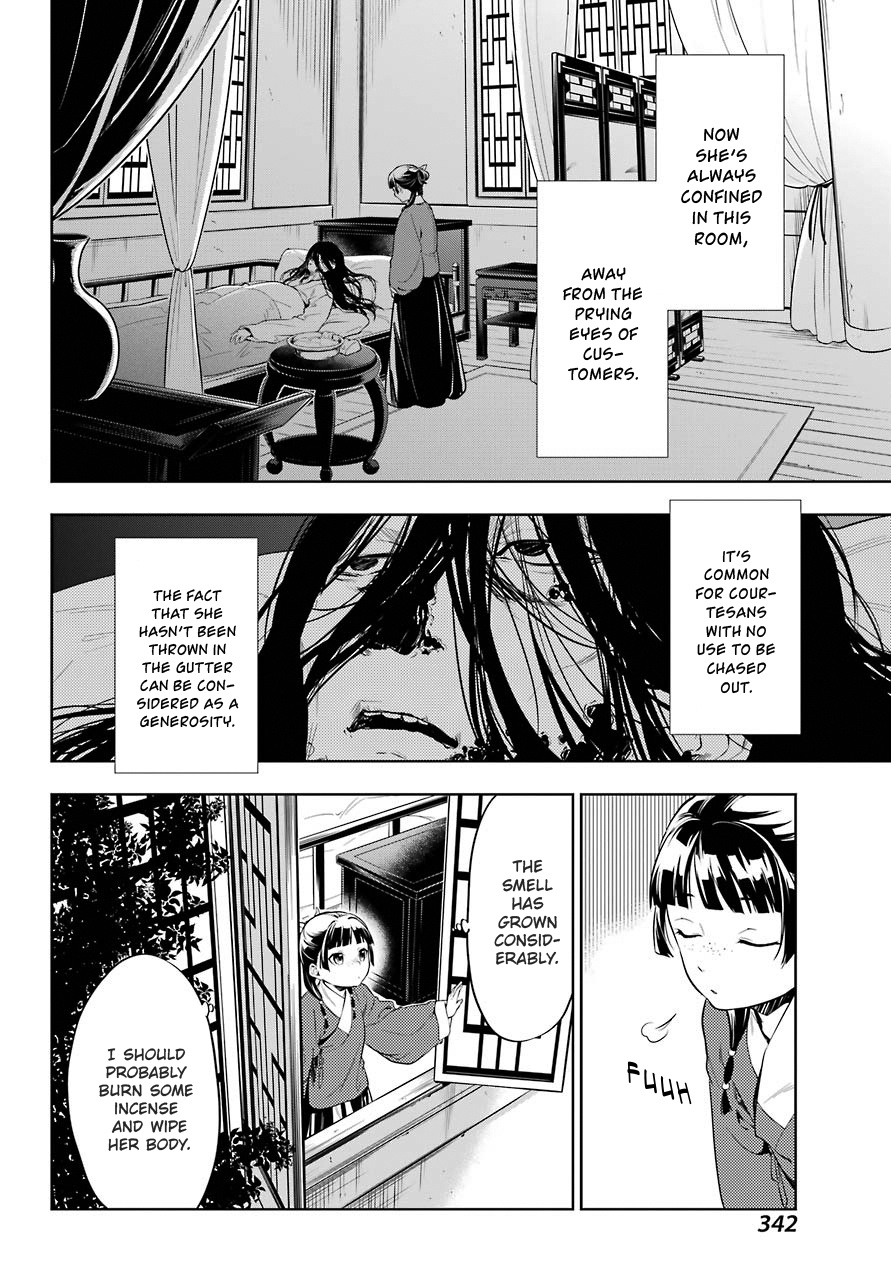 NOW
SHE'S
ALWAYS
CONFINED
IN THIS
ROOM,
AWAY
FROM THE
PRYING
EYES OF
CUS-
TOMERS.
IT'S
COMMON
FOR COUR-
TESANS
WITH NO
USE TO BE
CHASED
OUT.
THE FACT
THAT SHE
HASN'T BEEN
THROWN IN
THE GUTTER
CAN BE CON-
SIDERED AS A
GENEROSITY.
FUUH
THE
SMELL HAS
GROWN
CONSID-
ERABLY.
I SHOULD
PROBABLY
BURN SOME
INCENSE
AND WIPE
HER BODY.
342